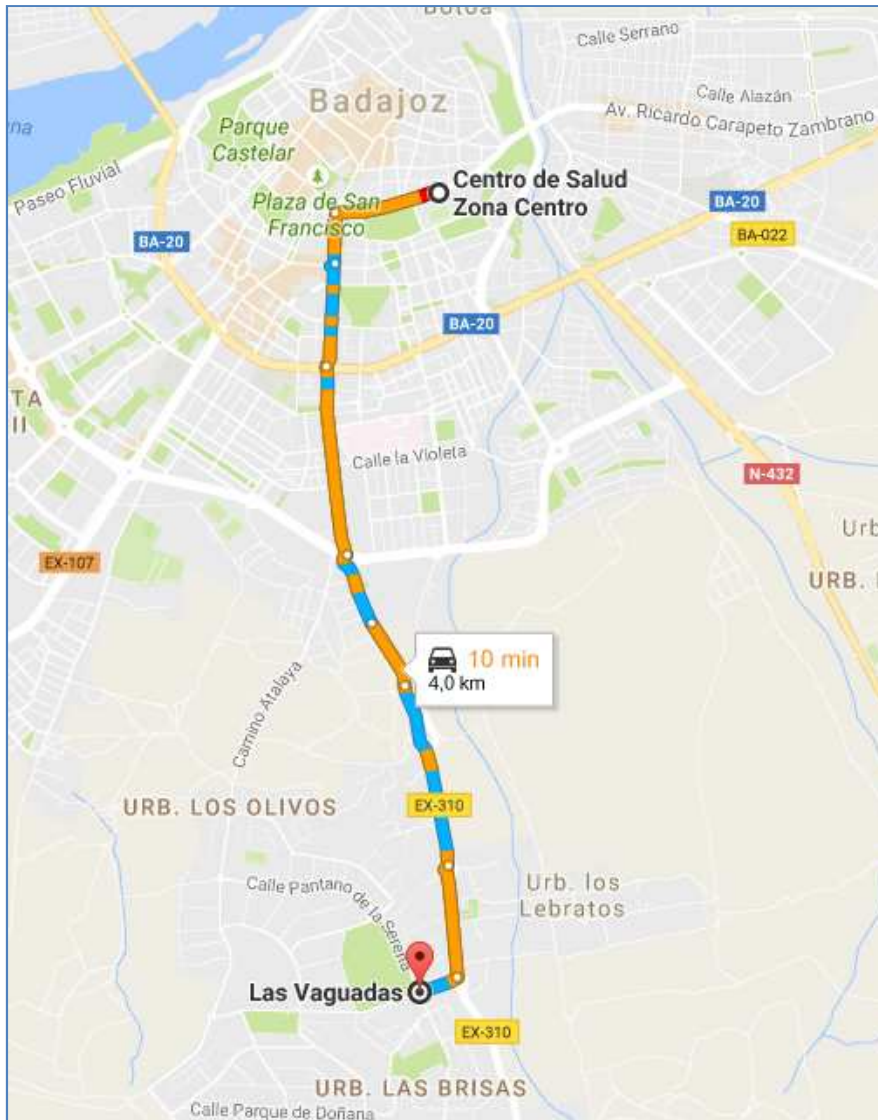 Botoa
Calle Serrano
Calle Alazán
Badajoz
Av. Ricardo Carapeto Zambrano
Parque
Castelar
Centro de Salud
Zona Centro
Paseo Fluvial
Plaza de San
Francisco
BA-20
BA-20
BA-022
BA-20
Calle la Violeta
N-432
EX-107
URB.
10 min
4,0 km
Camino Atalaya
URB. LOS OLIVOS
EX-310
Calle Pantano de la Serena
Urb. los
Lebratos
Las Vaguadas
EX-310
URB. LAS BRISAS
Calle Parque de Doñana